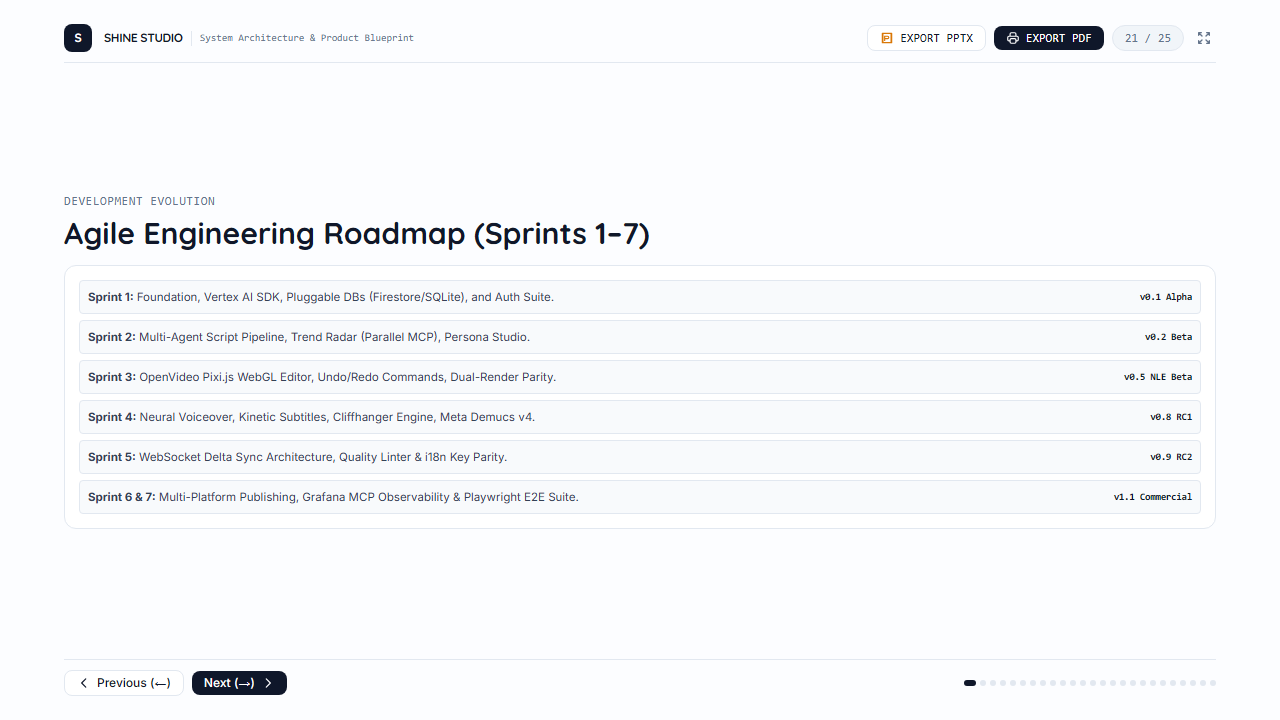 S SHINE STUDIO System Architecture & Product Blueprint EXPORT PPTX EXPORT PDF 21 / 25
DEVELOPMENT EVOLUTION
Agile Engineering Roadmap (Sprints 1–7)
Sprint 1: Foundation, Vertex AI SDK, Pluggable DBs (Firestore/SQLite), and Auth Suite. v0.1 Alpha
Sprint 2: Multi-Agent Script Pipeline, Trend Radar (Parallel MCP), Persona Studio. v0.2 Beta
Sprint 3: OpenVideo Pixi.js WebGL Editor, Undo/Redo Commands, Dual-Render Parity. v0.5 NLE Beta
Sprint 4: Neural Voiceover, Kinetic Subtitles, Cliffhanger Engine, Meta Demucs v4. v0.8 RC1
Sprint 5: WebSocket Delta Sync Architecture, Quality Linter & i18n Key Parity. v0.9 RC2
Sprint 6 & 7: Multi-Platform Publishing, Grafana MCP Observability & Playwright E2E Suite. v1.1 Commercial
Previous (←) Next (→)